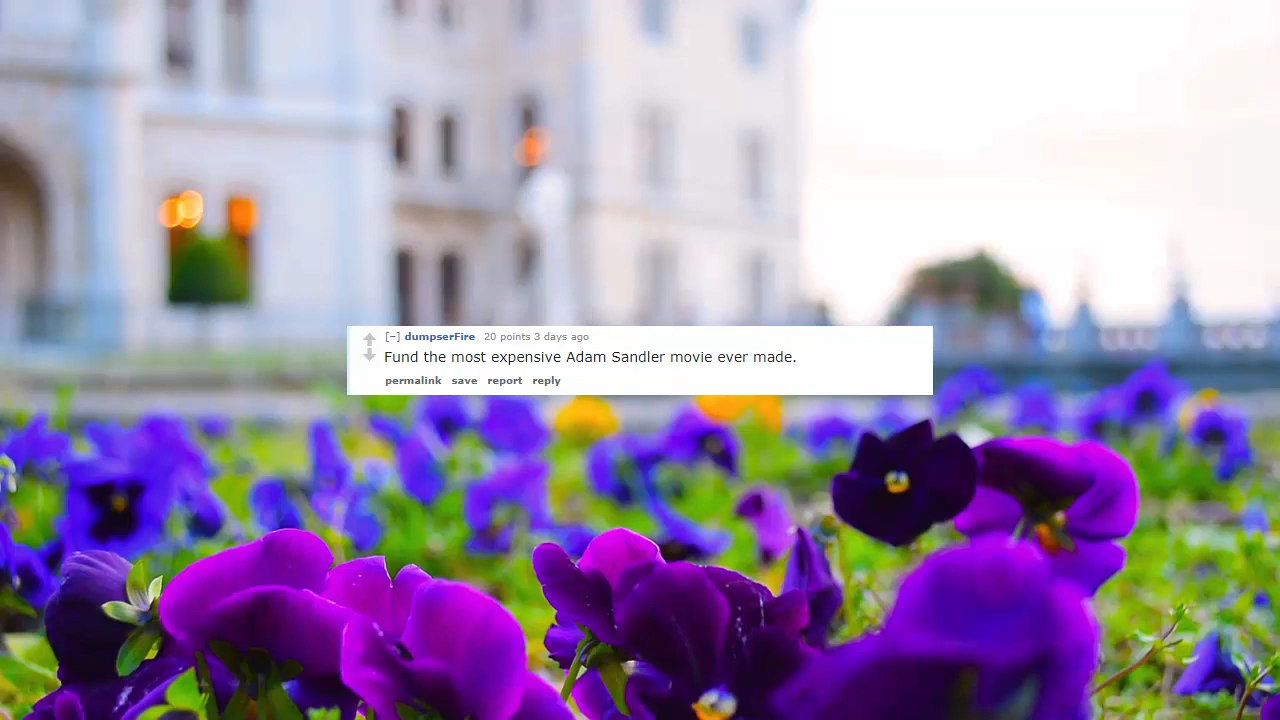 [–] dumpserFire 20 points 3 days ago
Fund the most expensive Adam Sandler movie ever made.
permalink save report reply